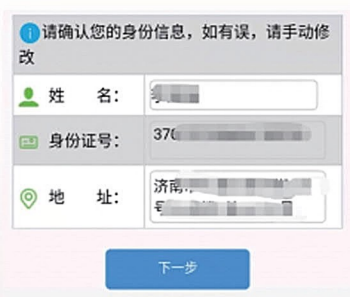 请确认您的身份信息，如有误，请手动修
改
姓 名：
身份证号： 370
地 址： 济南
号
下一步